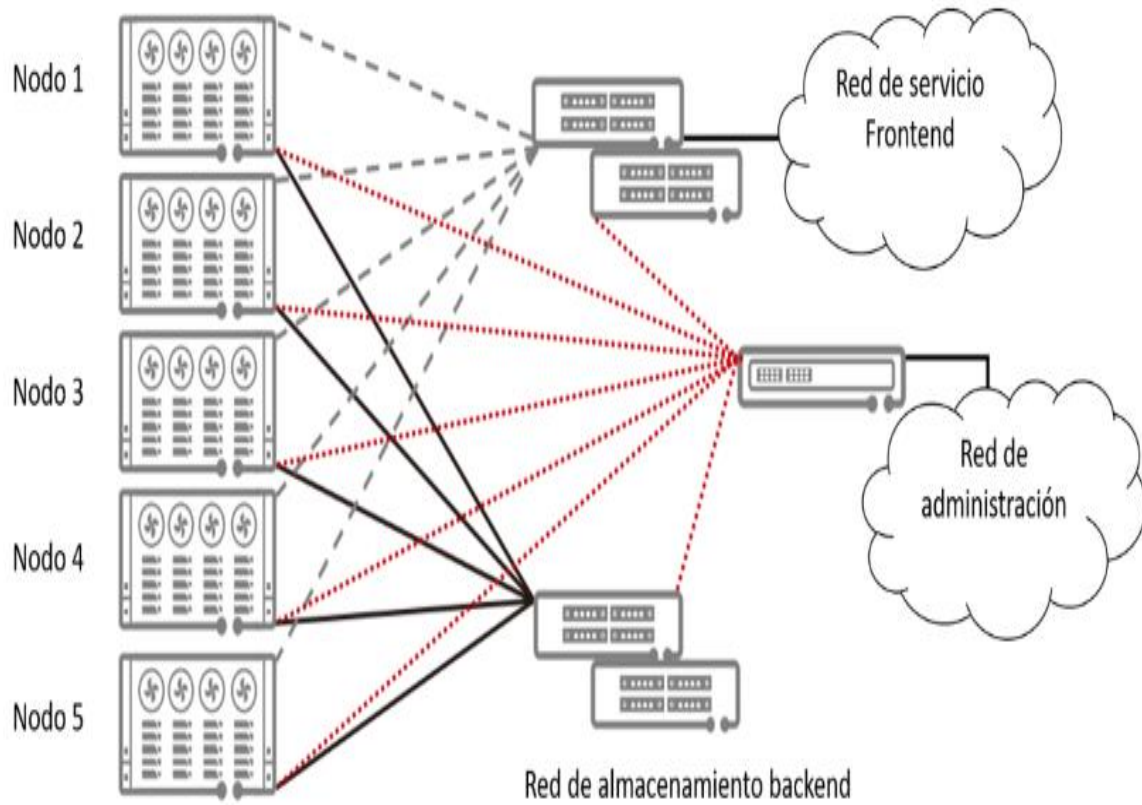 Nodo 1
Red de servicio
Frontend
Nodo 2
Nodo 3
Red de
administración
Nodo 4
Nodo 5
Red de almacenamiento backend